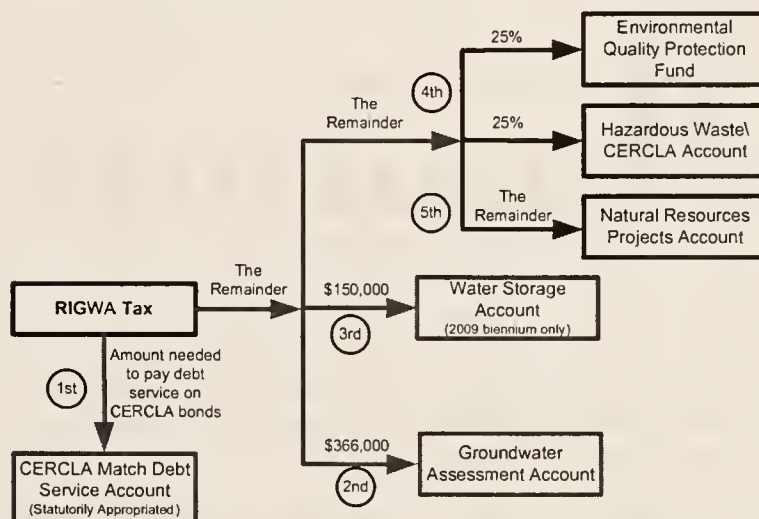 25%
Environmental
Quality Protection
Fund
4th
The
Remainder
25%
Hazardous Waste\
CERCLA Account
5th
The
Remainder
Natural Resources
Projects Account
RIGWA Tax
The
Remainder
$150,000
3rd
Water Storage
Account
(2009 biennium only)
1st
Amount needed
to pay debt
service on
CERCLA bonds
$366,000
2nd
Groundwater
Assessment Account
CERCLA Match Debt
Service Account
(Statutorily Appropriated)